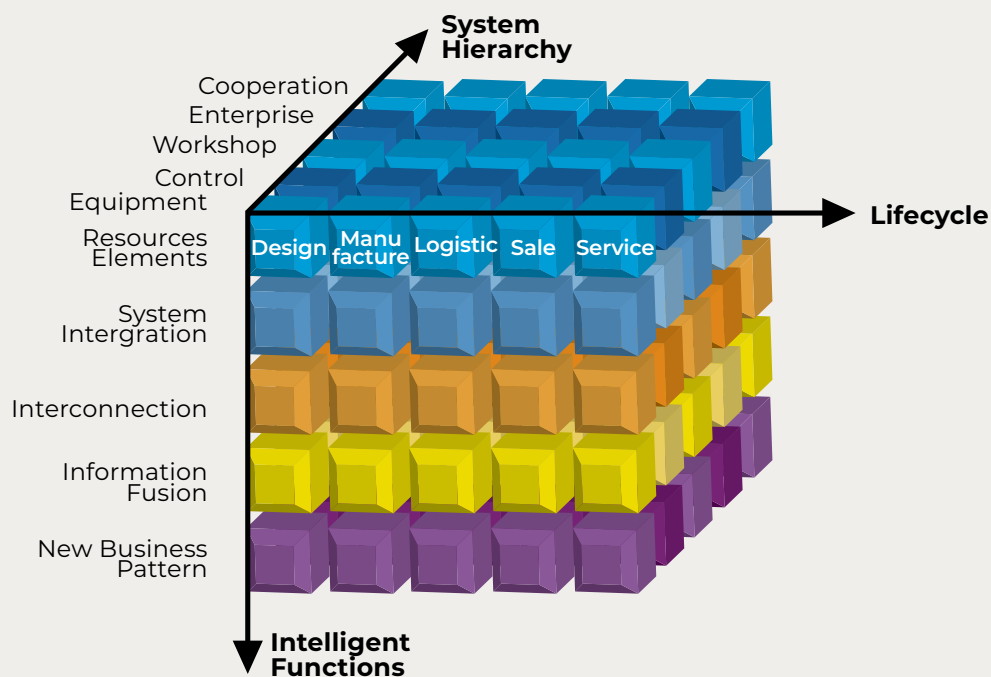 System
Hierarchy
Cooperation
Enterprise
Workshop
Control
Equipment
Lifecycle
Resources
Elements
Design
Manu
facture
Logistic
Sale
Service
System
Intergration
Interconnection
Information
Fusion
New Business
Pattern
Intelligent
Functions